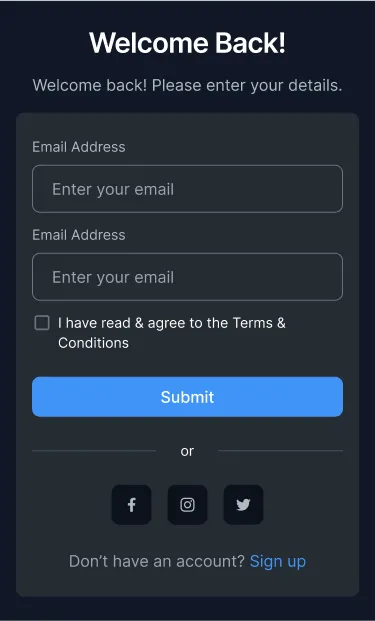 Welcome Back!
Welcome back! Please enter your details.
Email Address
Enter your email
Email Address
Enter your email
I have read & agree to the Terms &
Conditions
Submit
or
Don’t have an account? Sign up